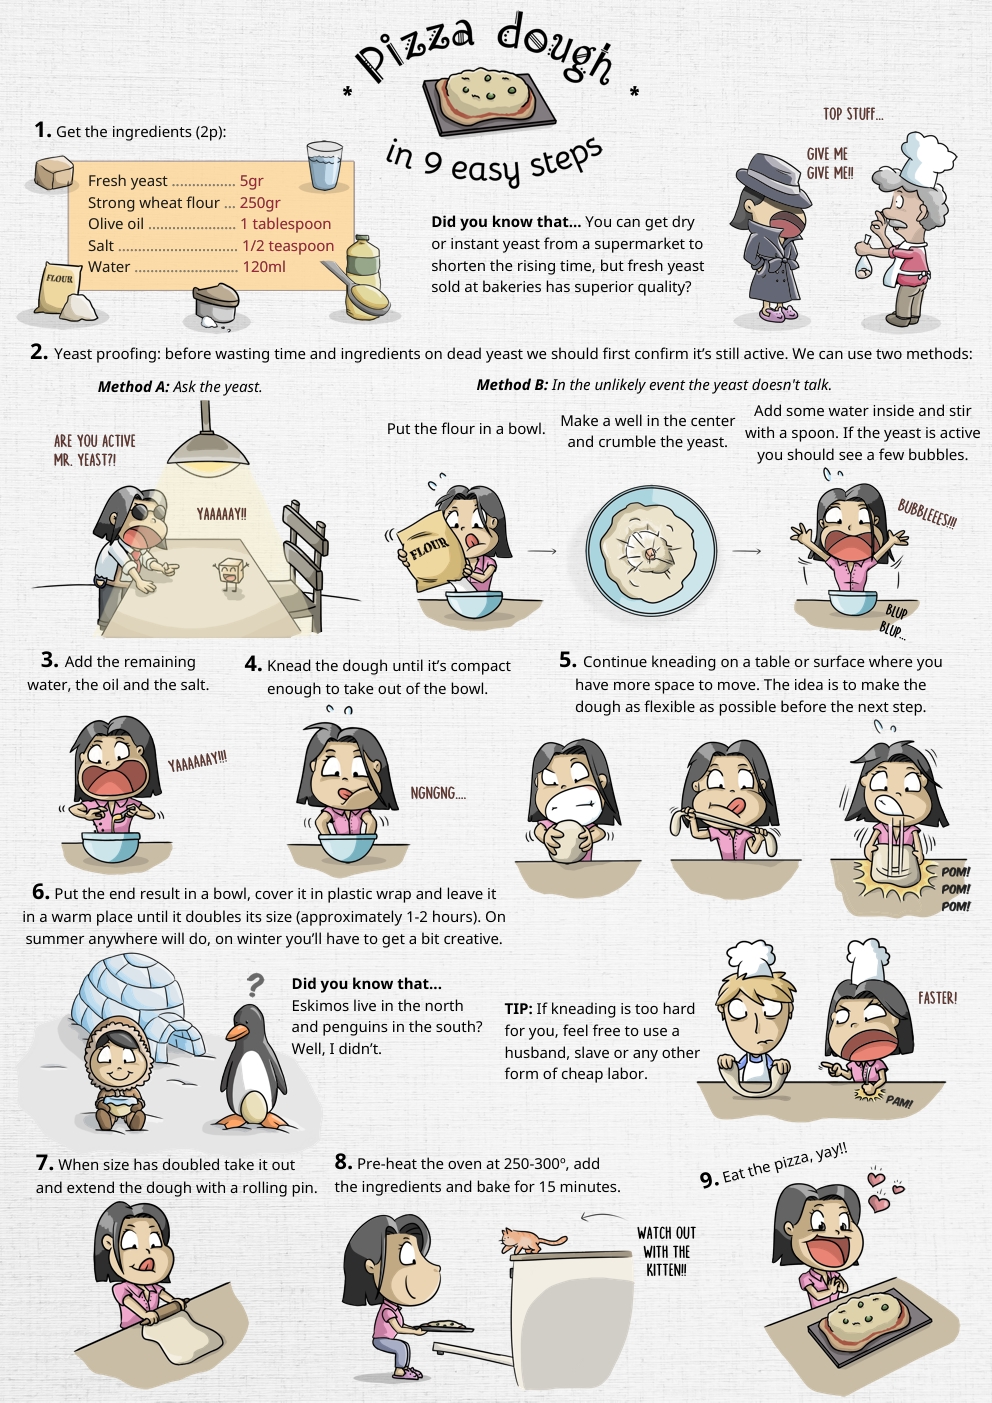 * Pizza dough *
in 9 easy steps
1. Get the ingredients (2p):
Fresh yeast ............... 5gr
Strong wheat flour ... 250gr
Olive oil ..................... 1 tablespoon
Salt ............................ 1/2 teaspoon
Water ......................... 120ml
FLOUR
Did you know that... You can get dry
or instant yeast from a supermarket to
shorten the rising time, but fresh yeast
sold at bakeries has superior quality?
TOP STUFF...
GIVE ME
GIVE ME!!
2. Yeast proofing: before wasting time and ingredients on dead yeast we should first confirm it's still active. We can use two methods:
Method A: Ask the yeast.
ARE YOU ACTIVE
MR. YEAST?!
YAAAAAY!!
Method B: In the unlikely event the yeast doesn't talk.
Put the flour in a bowl.
FLOUR
Make a well in the center
and crumble the yeast.
Add some water inside and stir
with a spoon. If the yeast is active
you should see a few bubbles.
BUBBLEEES!!!
BLUP
BLUP...
3. Add the remaining
water, the oil and the salt.
YAAAAAAY!!!
4. Knead the dough until it's compact
enough to take out of the bowl.
NGNGNG....
5. Continue kneading on a table or surface where you
have more space to move. The idea is to make the
dough as flexible as possible before the next step.
POM!
POM!
POM!
6. Put the end result in a bowl, cover it in plastic wrap and leave it
in a warm place until it doubles its size (approximately 1-2 hours). On
summer anywhere will do, on winter you'll have to get a bit creative.
?
Did you know that...
Eskimos live in the north
and penguins in the south?
Well, I didn't.
TIP: If kneading is too hard
for you, feel free to use a
husband, slave or any other
form of cheap labor.
FASTER!
PAM!
7. When size has doubled take it out
and extend the dough with a rolling pin.
8. Pre-heat the oven at 250-300º, add
the ingredients and bake for 15 minutes.
WATCH OUT
WITH THE
KITTEN!!
9. Eat the pizza, yay!!